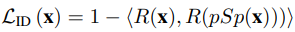 ℒ_ID (𝐱) = 1 − ⟨R(𝐱), R(pSp(𝐱)))⟩